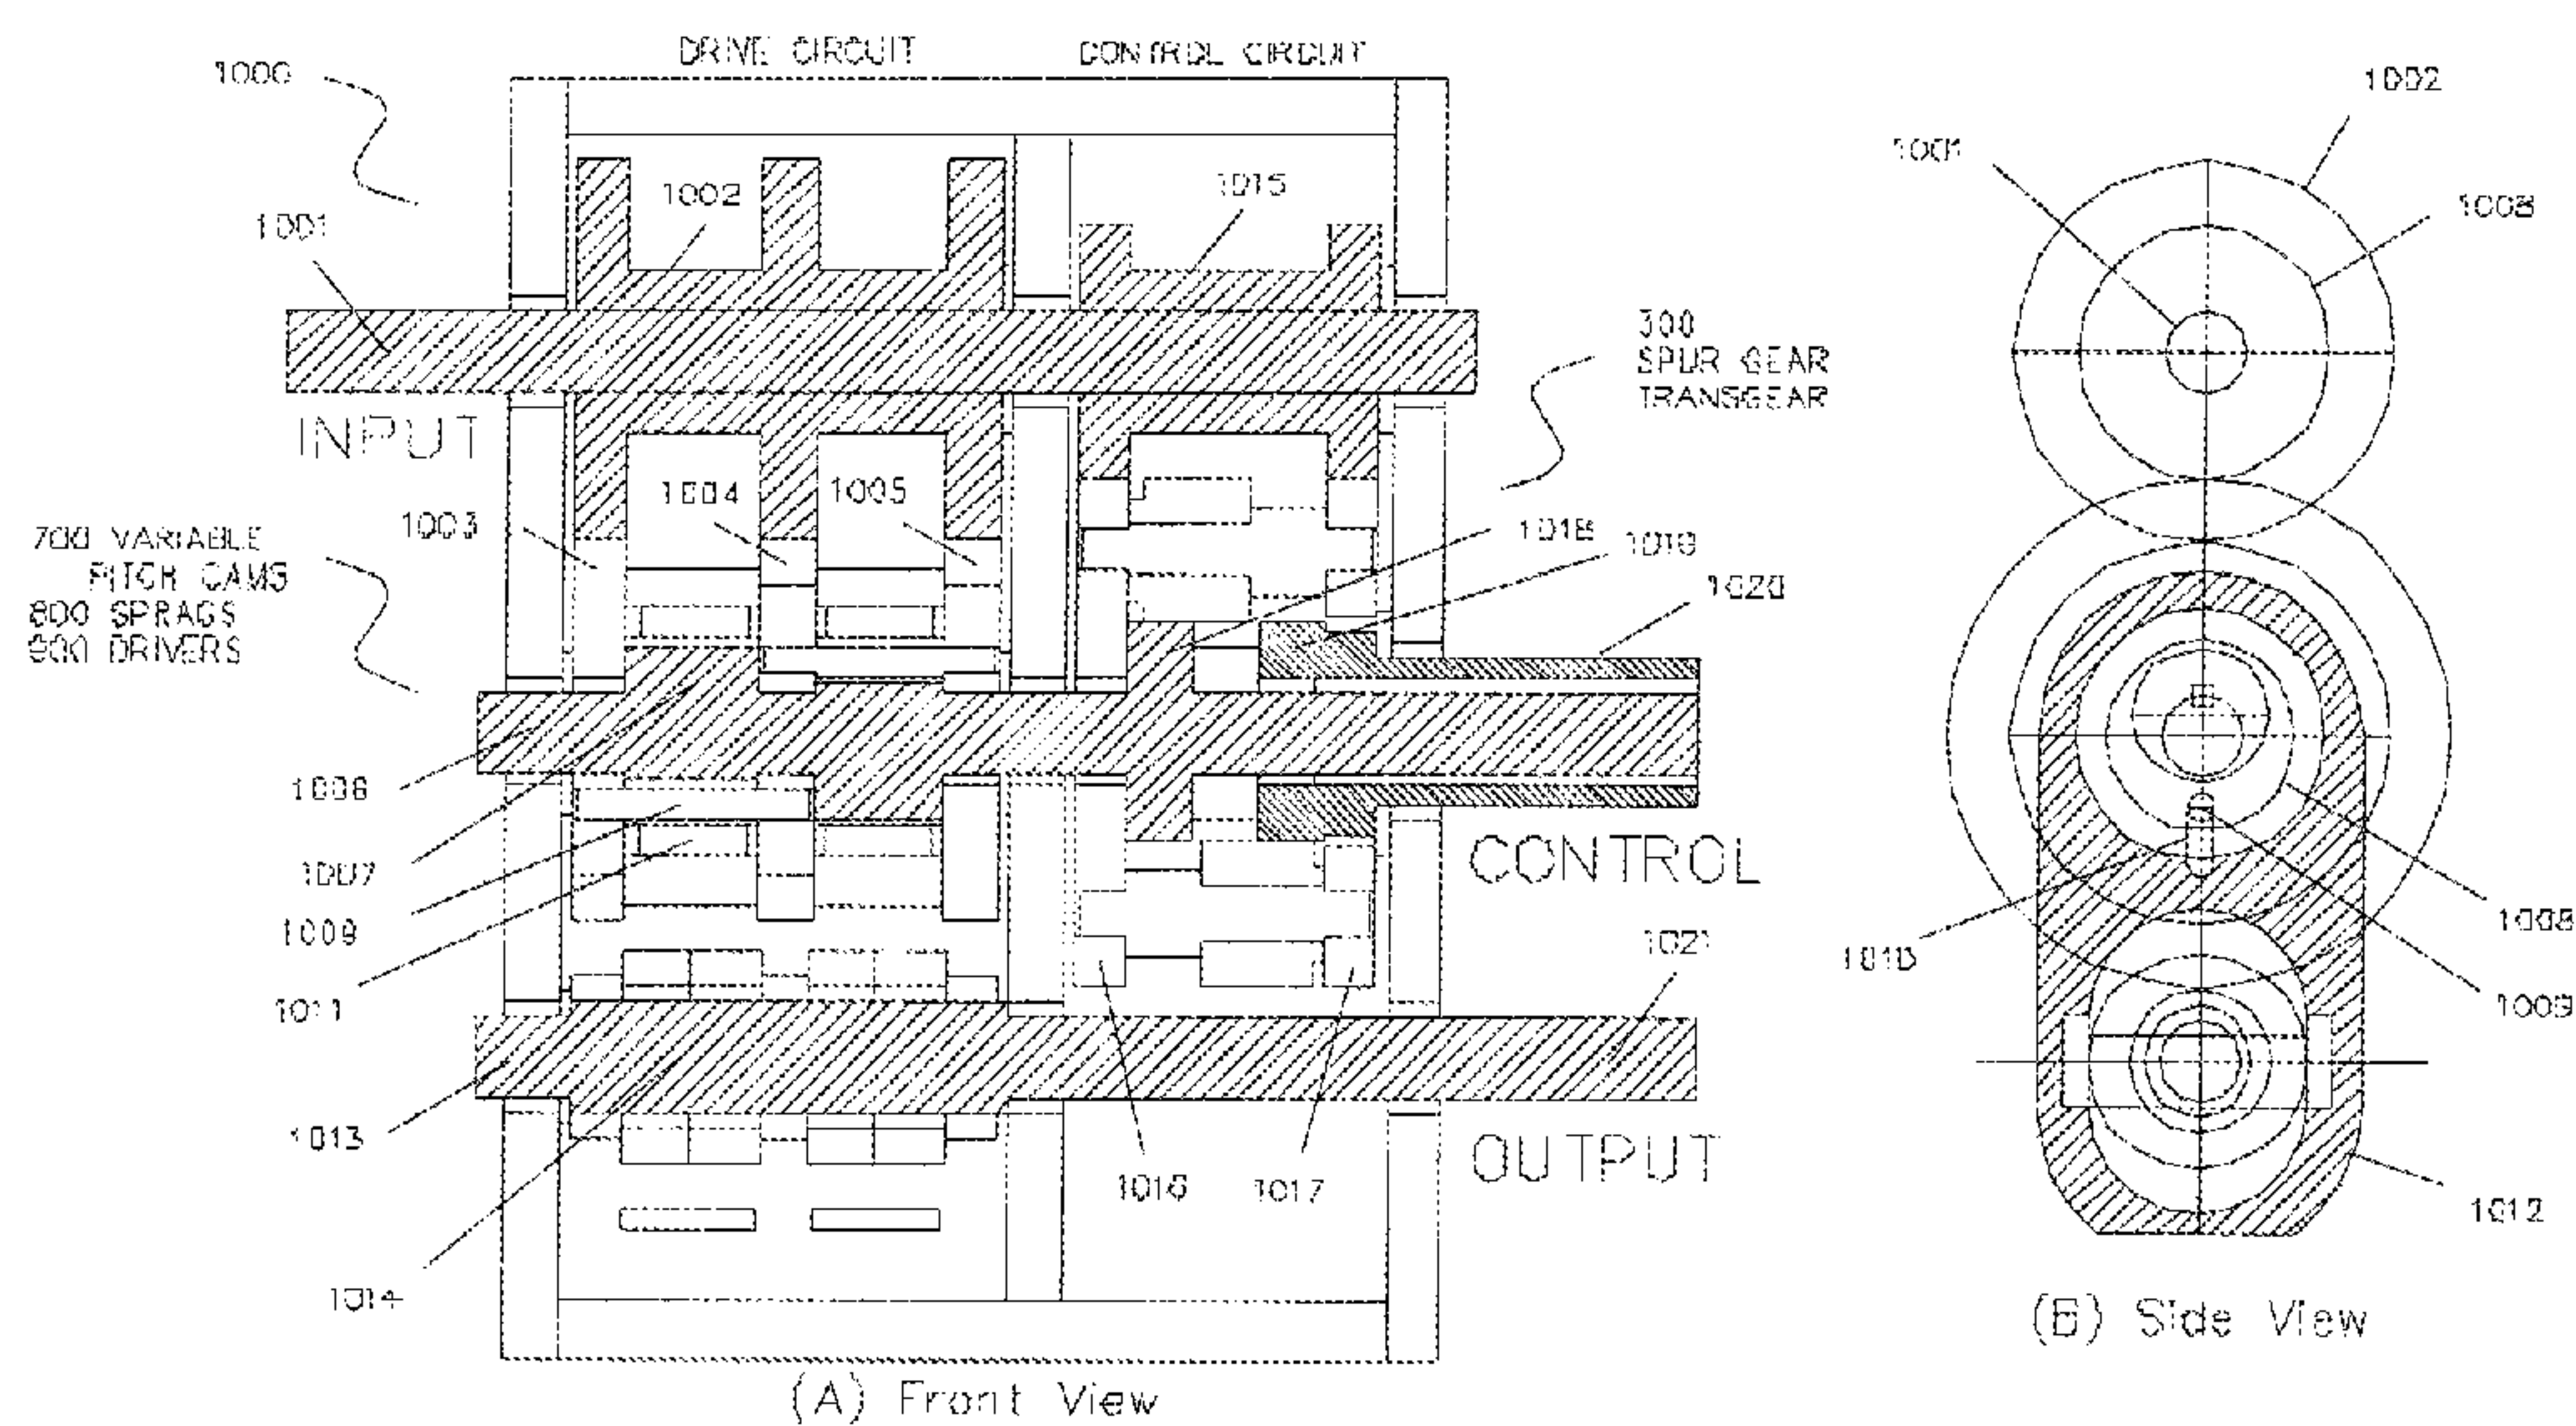 DRIVE CIRCUIT
CONTROL CIRCUIT
1000
1002
1001
1008
1002
1015
1001
INPUT
300
SPUR GEAR
TRANSGEAR
1003
1004
1005
1018
1019
1020
700 VARIABLE
PITCH CAMS
800 SPRAGS
900 DRIVERS
1006
1007
1009
1011
CONTROL
1021
1010
1008
1009
1013
1014
1016
1017
OUTPUT
1012
(A) Front View
(B) Side View